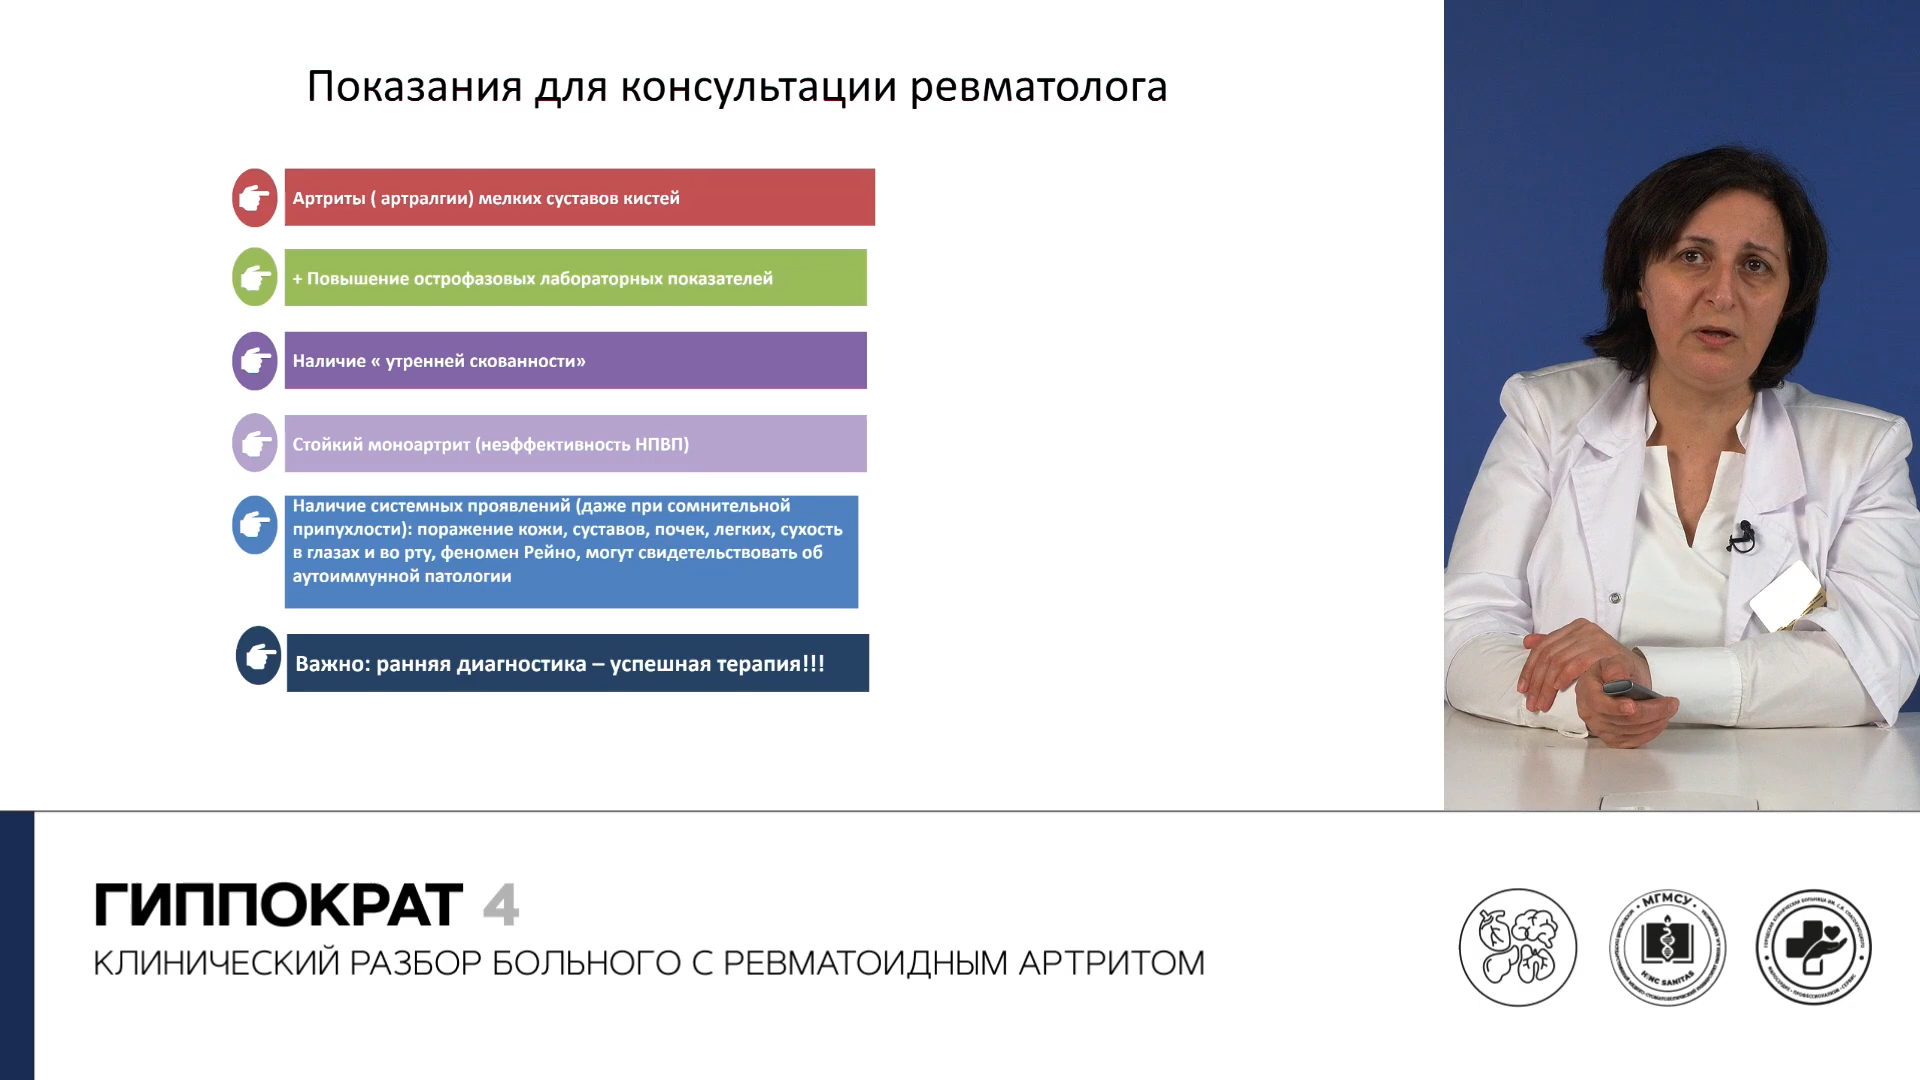 Показания для консультации ревматолога
Артриты ( артралгии) мелких суставов кистей
+ Повышение острофазовых лабораторных показателей
Наличие « утренней скованности»
Стойкий моноартрит (неэффективность НПВП)
Наличие системных проявлений (даже при сомнительной
припухлости): поражение кожи, суставов, почек, легких, сухость
в глазах и во рту, феномен Рейно, могут свидетельствовать об
аутоиммунной патологии
Важно: ранняя диагностика – успешная терапия!!!
ГИППОКРАТ 4
КЛИНИЧЕСКИЙ РАЗБОР БОЛЬНОГО С РЕВМАТОИДНЫМ АРТРИТОМ
МГМСУ